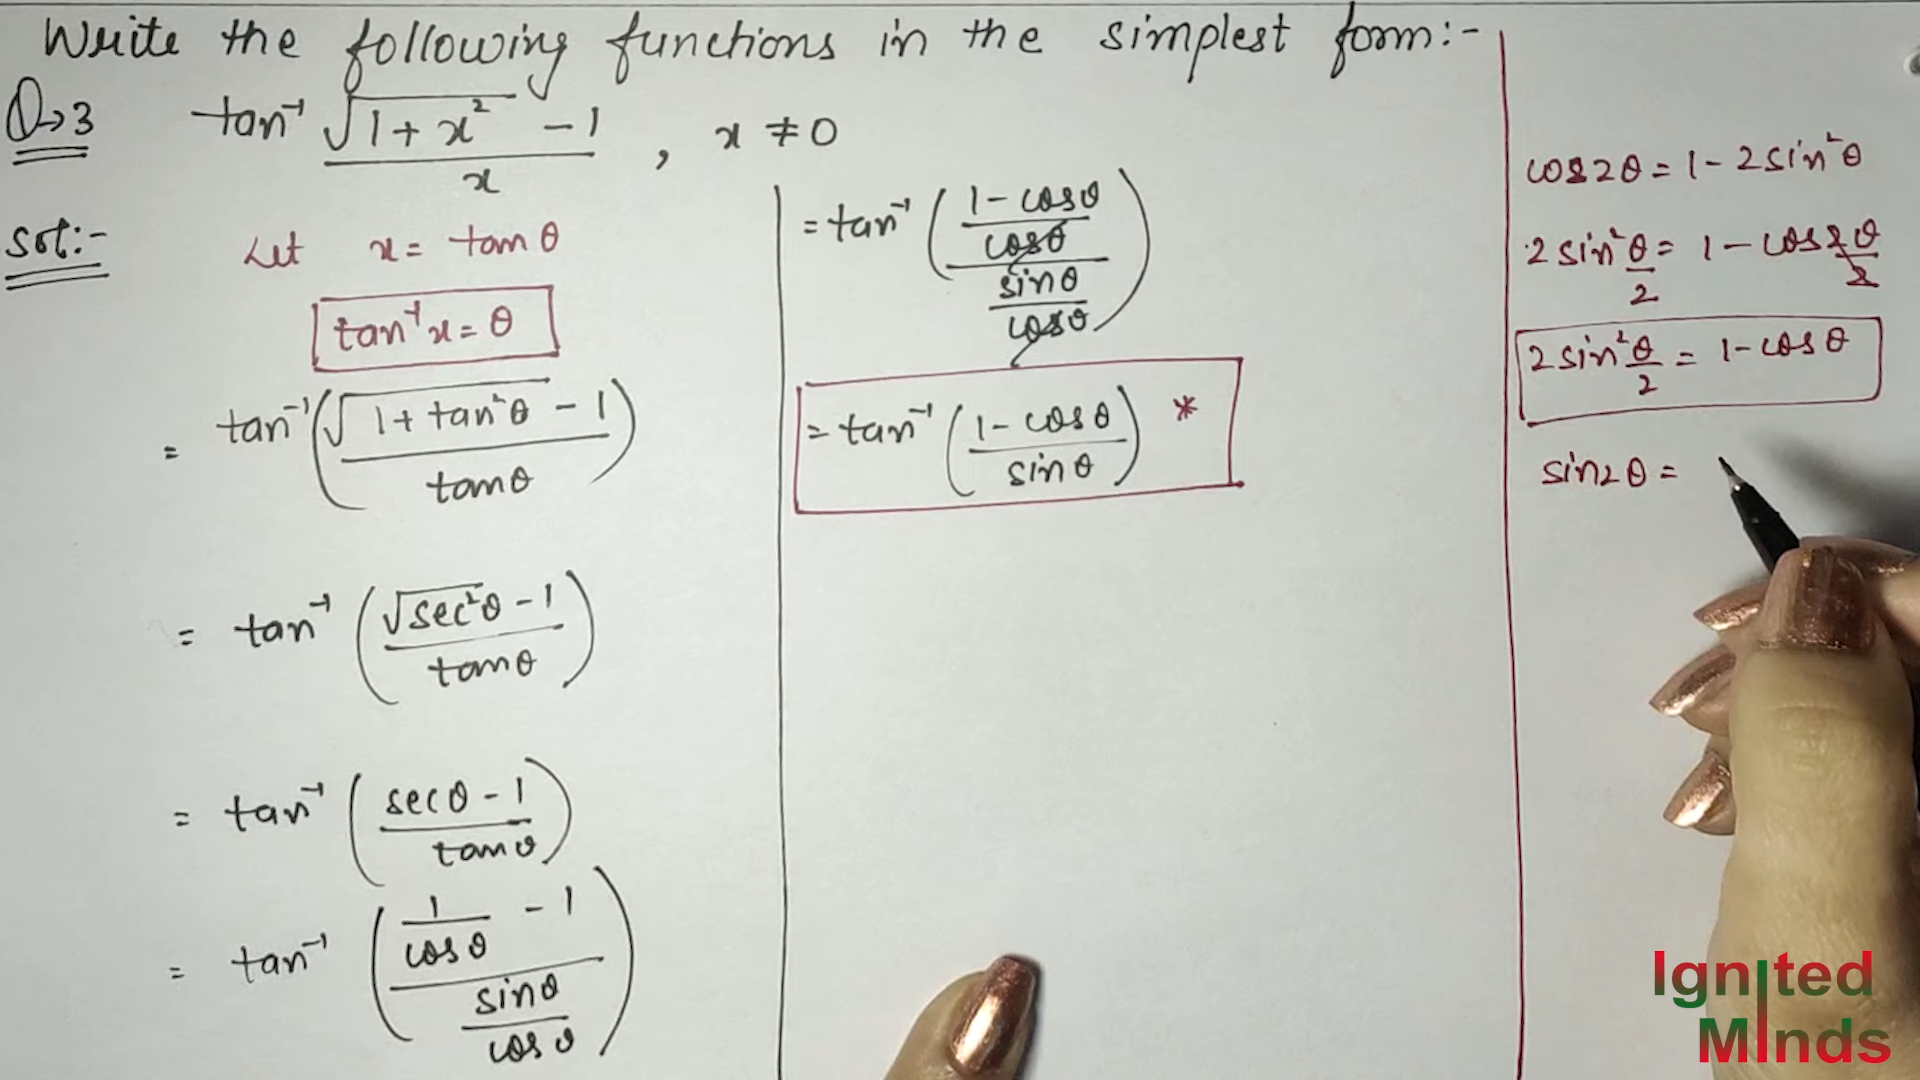 Write the following functions in the simplest form:-
Q→3 tan⁻¹ (√(1+x²) - 1)/x , x ≠ 0
Sol:- Let x = tanθ
tan⁻¹x = θ
= tan⁻¹((√(1+tan²θ) - 1)/tanθ)
= tan⁻¹((√sec²θ - 1)/tanθ)
= tan⁻¹((secθ - 1)/tanθ)
= tan⁻¹((1/cosθ - 1)/(sinθ/cosθ))
= tan⁻¹(((1-cosθ)/cosθ)/(sinθ/cosθ))
= tan⁻¹((1-cosθ)/sinθ) *
cos2θ = 1-2sin²θ
2sin²θ/2 = 1-cos2θ/2
2sin²θ/2 = 1-cosθ
sin2θ =
Ignited
Minds